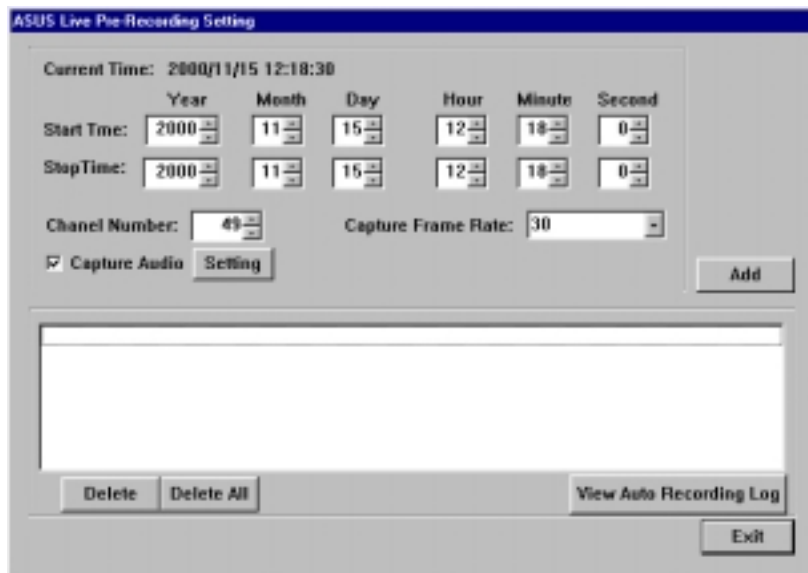 ASUS Live Pre-Recording Setting
Current Time: 2000/11/15 12:18:30
Year Month Day Hour Minute Second
Start Tme: 2000 11 15 12 18 0
StopTime: 2000 11 15 12 18 0
Chanel Number: 49 Capture Frame Rate: 30
Capture Audio Setting
Add
Delete Delete All View Auto Recording Log
Exit